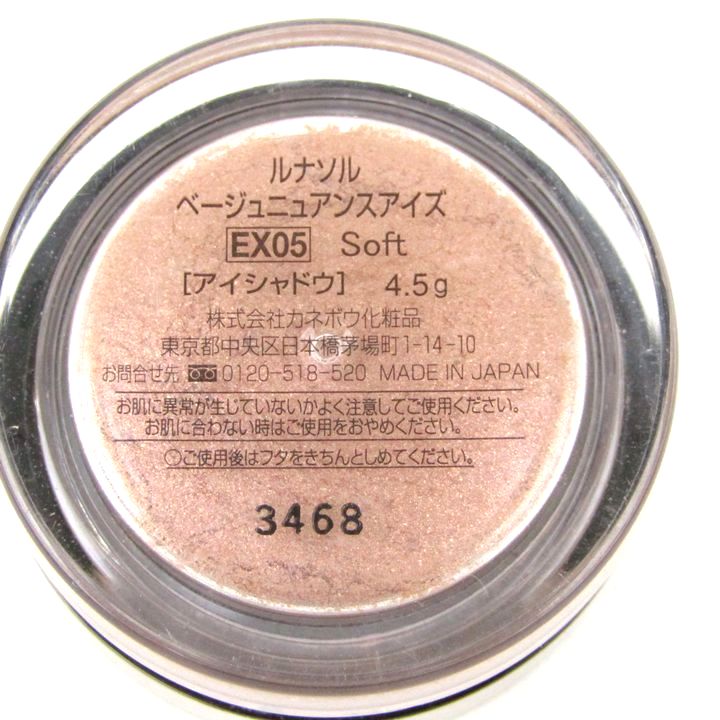 ルナソル
ベージュニュアンスアイズ
EX05 Soft
[アイシャドウ] 4.5g
株式会社カネボウ化粧品
東京都中央区日本橋茅場町1-14-10
お問合せ先 0120-518-520 MADE IN JAPAN
お肌に異常が生じていないかよく注意してご使用ください。
お肌に合わない時はご使用をおやめください。
○ご使用後はフタをきちんとしめてください。
3468